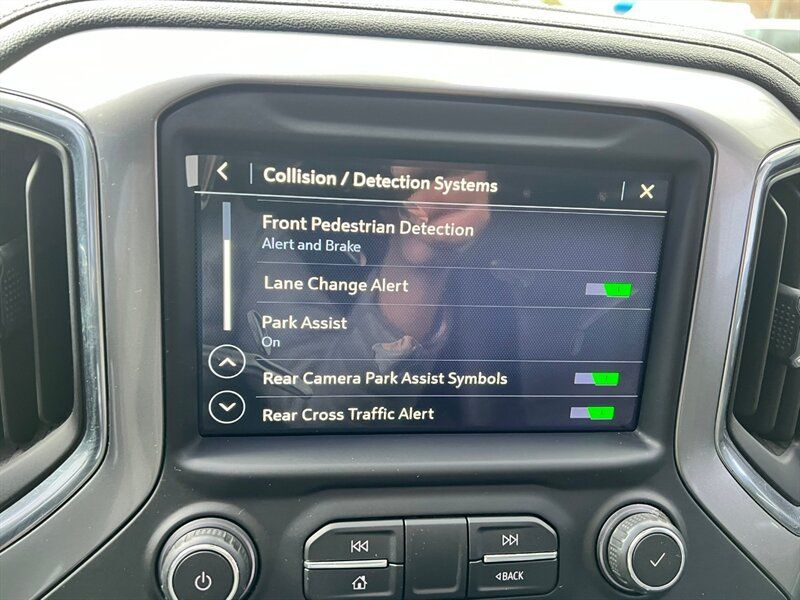 Collision / Detection Systems
Front Pedestrian Detection
Alert and Brake
Lane Change Alert
Park Assist
On
Rear Camera Park Assist Symbols
Rear Cross Traffic Alert
BACK